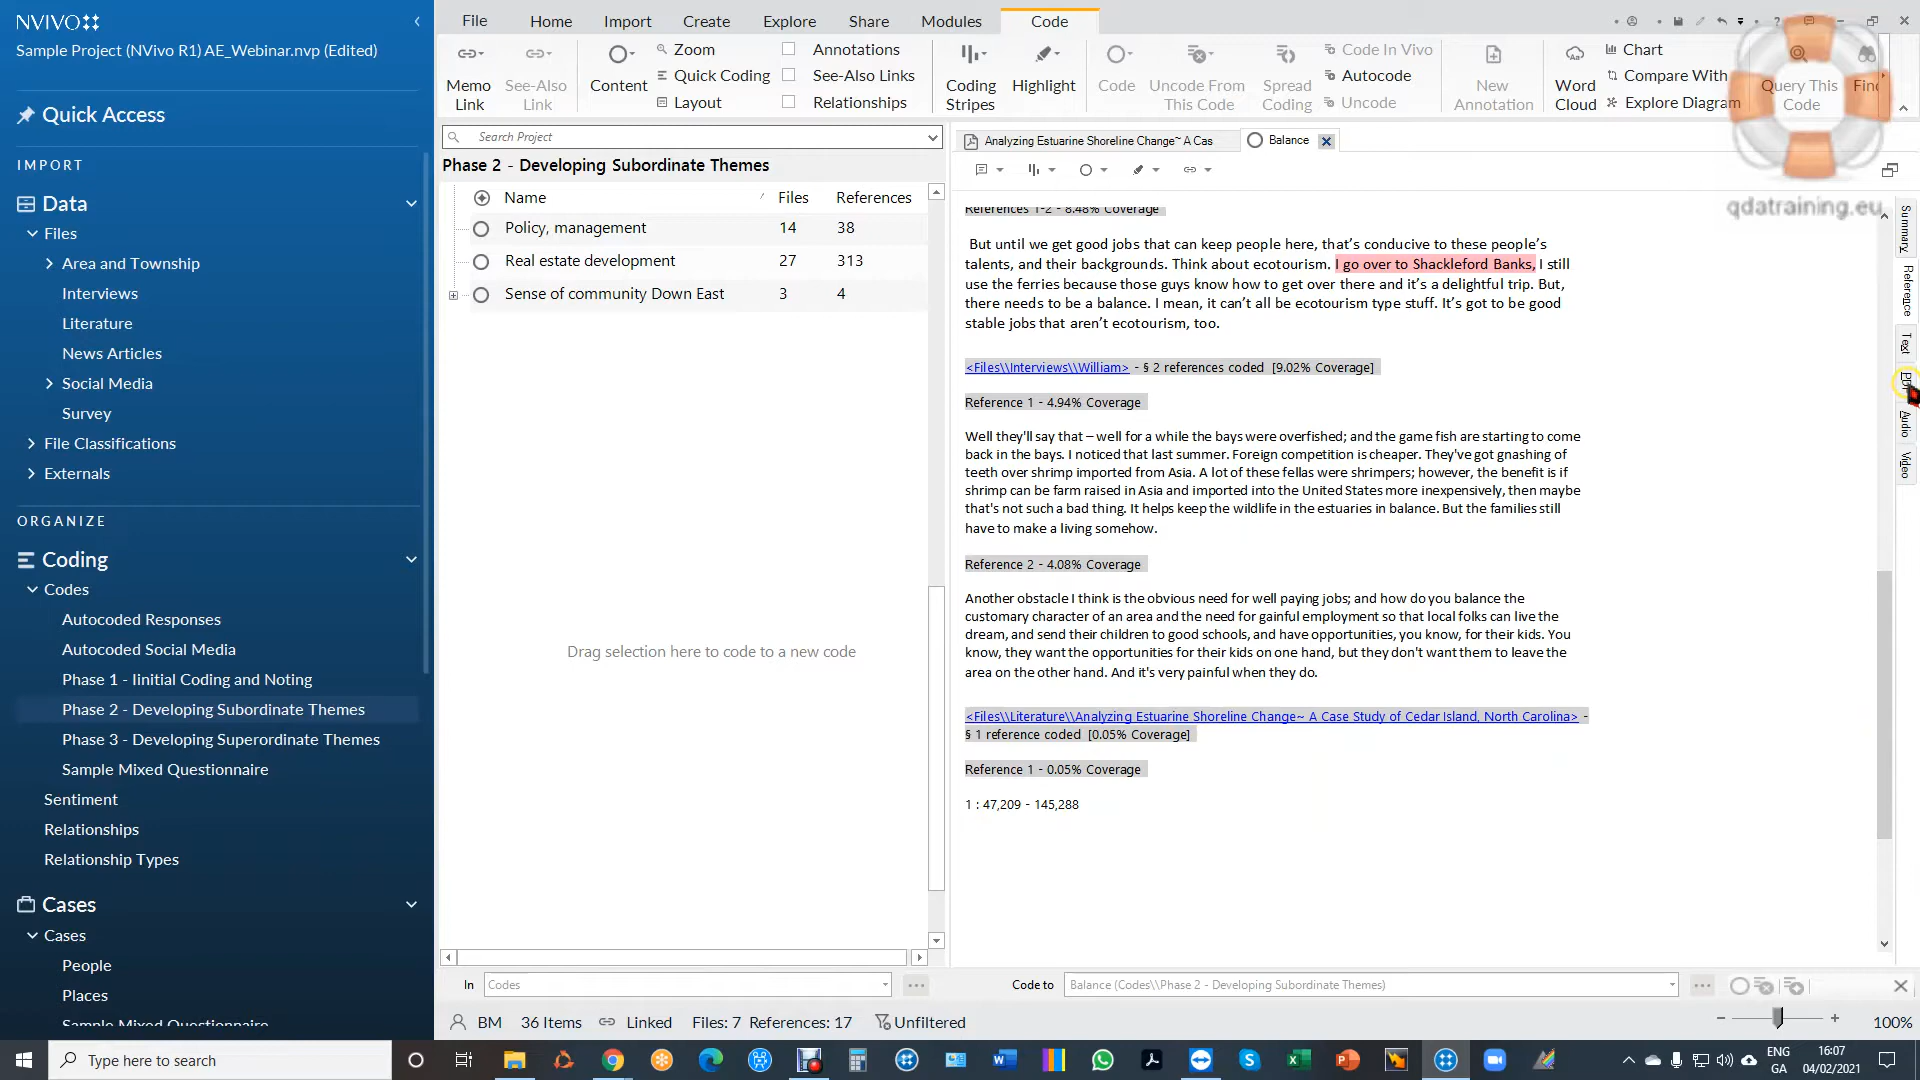 NVIVO
Sample Project (NVivo R1) AE_Webinar.nvp (Edited)
Quick Access
IMPORT
Data
Files
Area and Township
Interviews
Literature
News Articles
Social Media
Survey
File Classifications
Externals
ORGANIZE
Coding
Codes
Autocoded Responses
Autocoded Social Media
Phase 1 - Iinitial Coding and Noting
Phase 2 - Developing Subordinate Themes
Phase 3 - Developing Superordinate Themes
Sample Mixed Questionnaire
Sentiment
Relationships
Relationship Types
Cases
Cases
People
Places
Sample Mixed Questionnaire
File Home Import Create Explore Share Modules Code
Memo Link
See-Also Link
Content
Zoom
Quick Coding
Layout
Annotations
See-Also Links
Relationships
Coding Stripes
Highlight
Code
Uncode From This Code
Spread Coding
Code In Vivo
Autocode
Uncode
New Annotation
Word Cloud
Chart
Compare With
Explore Diagram
Query This Code
Find
qdatraining.eu
Search Project
Phase 2 - Developing Subordinate Themes
Name Files References
Policy, management 14 38
Real estate development 27 313
Sense of community Down East 3 4
Drag selection here to code to a new code
Analyzing Estuarine Shoreline Change~ A Cas
Balance
References 1-2 - 8.48% Coverage
But until we get good jobs that can keep people here, that’s conducive to these people’s
talents, and their backgrounds. Think about ecotourism. I go over to Shackleford Banks, I still
use the ferries because those guys know how to get over there and it’s a delightful trip. But,
there needs to be a balance. I mean, it can’t all be ecotourism type stuff. It’s got to be good
stable jobs that aren’t ecotourism, too.
<Files\\Interviews\\William> - § 2 references coded [9.02% Coverage]
Reference 1 - 4.94% Coverage
Well they'll say that – well for a while the bays were overfished; and the game fish are starting to come
back in the bays. I noticed that last summer. Foreign competition is cheaper. They've got gnashing of
teeth over shrimp imported from Asia. A lot of these fellas were shrimpers; however, the benefit is if
shrimp can be farm raised in Asia and imported into the United States more inexpensively, then maybe
that's not such a bad thing. It helps keep the wildlife in the estuaries in balance. But the families still
have to make a living somehow.
Reference 2 - 4.08% Coverage
Another obstacle I think is the obvious need for well paying jobs; and how do you balance the
customary character of an area and the need for gainful employment so that local folks can live the
dream, and send their children to good schools, and have opportunities, you know, for their kids. You
know, they want the opportunities for their kids on one hand, but they don't want them to leave the
area on the other hand. And it's very painful when they do.
<Files\\Literature\\Analyzing Estuarine Shoreline Change~ A Case Study of Cedar Island, North Carolina> -
§ 1 reference coded [0.05% Coverage]
Reference 1 - 0.05% Coverage
1 : 47,209 - 145,288
Summary
Reference
Text
Audio
Video
In Codes
Code to Balance (Codes\\Phase 2 - Developing Subordinate Themes)
BM 36 Items Linked Files: 7 References: 17 Unfiltered
100%
Type here to search
ENG
GA
16:07
04/02/2021